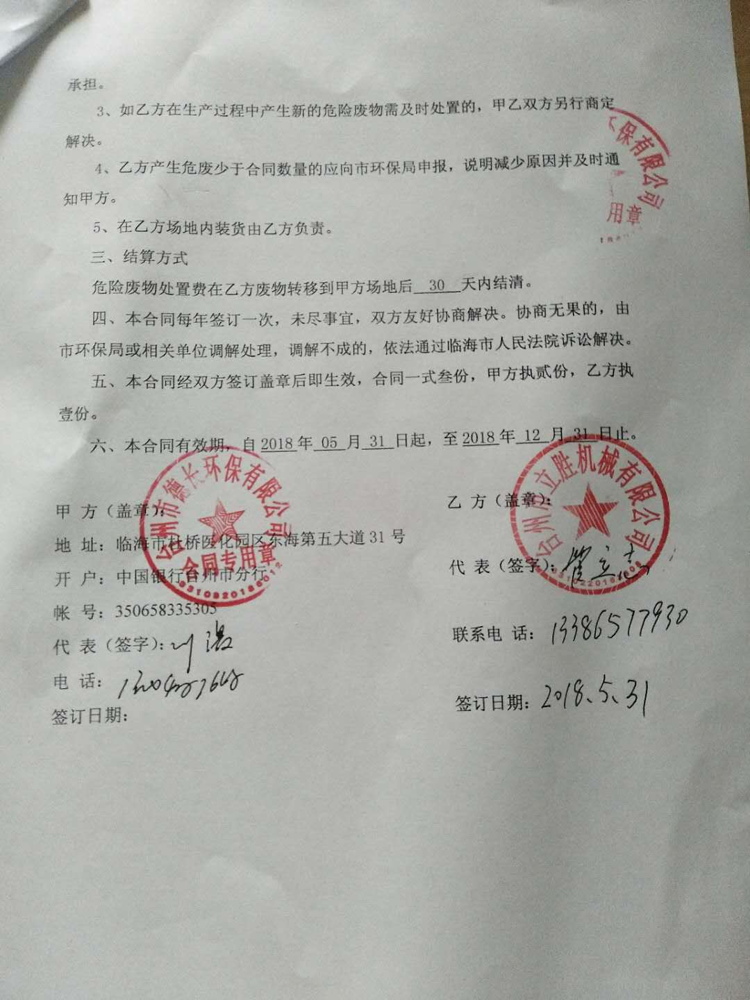 承担。
3、如乙方在生产过程中产生新的危险废物需及时处置的，甲乙双方另行商定
解决。
4、乙方产生危废少于合同数量的应向市环保局申报，说明减少原因并及时通
知甲方。
5、在乙方场地内装货由乙方负责。
保有限公司
用章
三、结算方式
危险废物处置费在乙方废物转移到甲方场地后 30 天内结清。
四、本合同每年签订一次，未尽事宜，双方友好协商解决。协商无果的，由
市环保局或相关单位调解处理，调解不成的，依法通过临海市人民法院诉讼解决。
五、本合同经双方签订盖章后即生效，合同一式叁份，甲方执贰份，乙方执
壹份。
六、本合同有效期，自 2018 年 05 月 31 日起，至 2018 年 12 月 31 日止。
甲 方（盖章）：
地 址：临海市杜桥医化园区东海第五大道 31 号
开 户：中国银行台州市分行
帐 号：350658335305
代 表（签字）：
电 话：
签订日期：
台州市德长环保有限公司
合同专用章
乙 方（盖章）：
代 表（签字）：
联系电 话：13386577930
签订日期：2018、5、31
台州市立胜机械有限公司